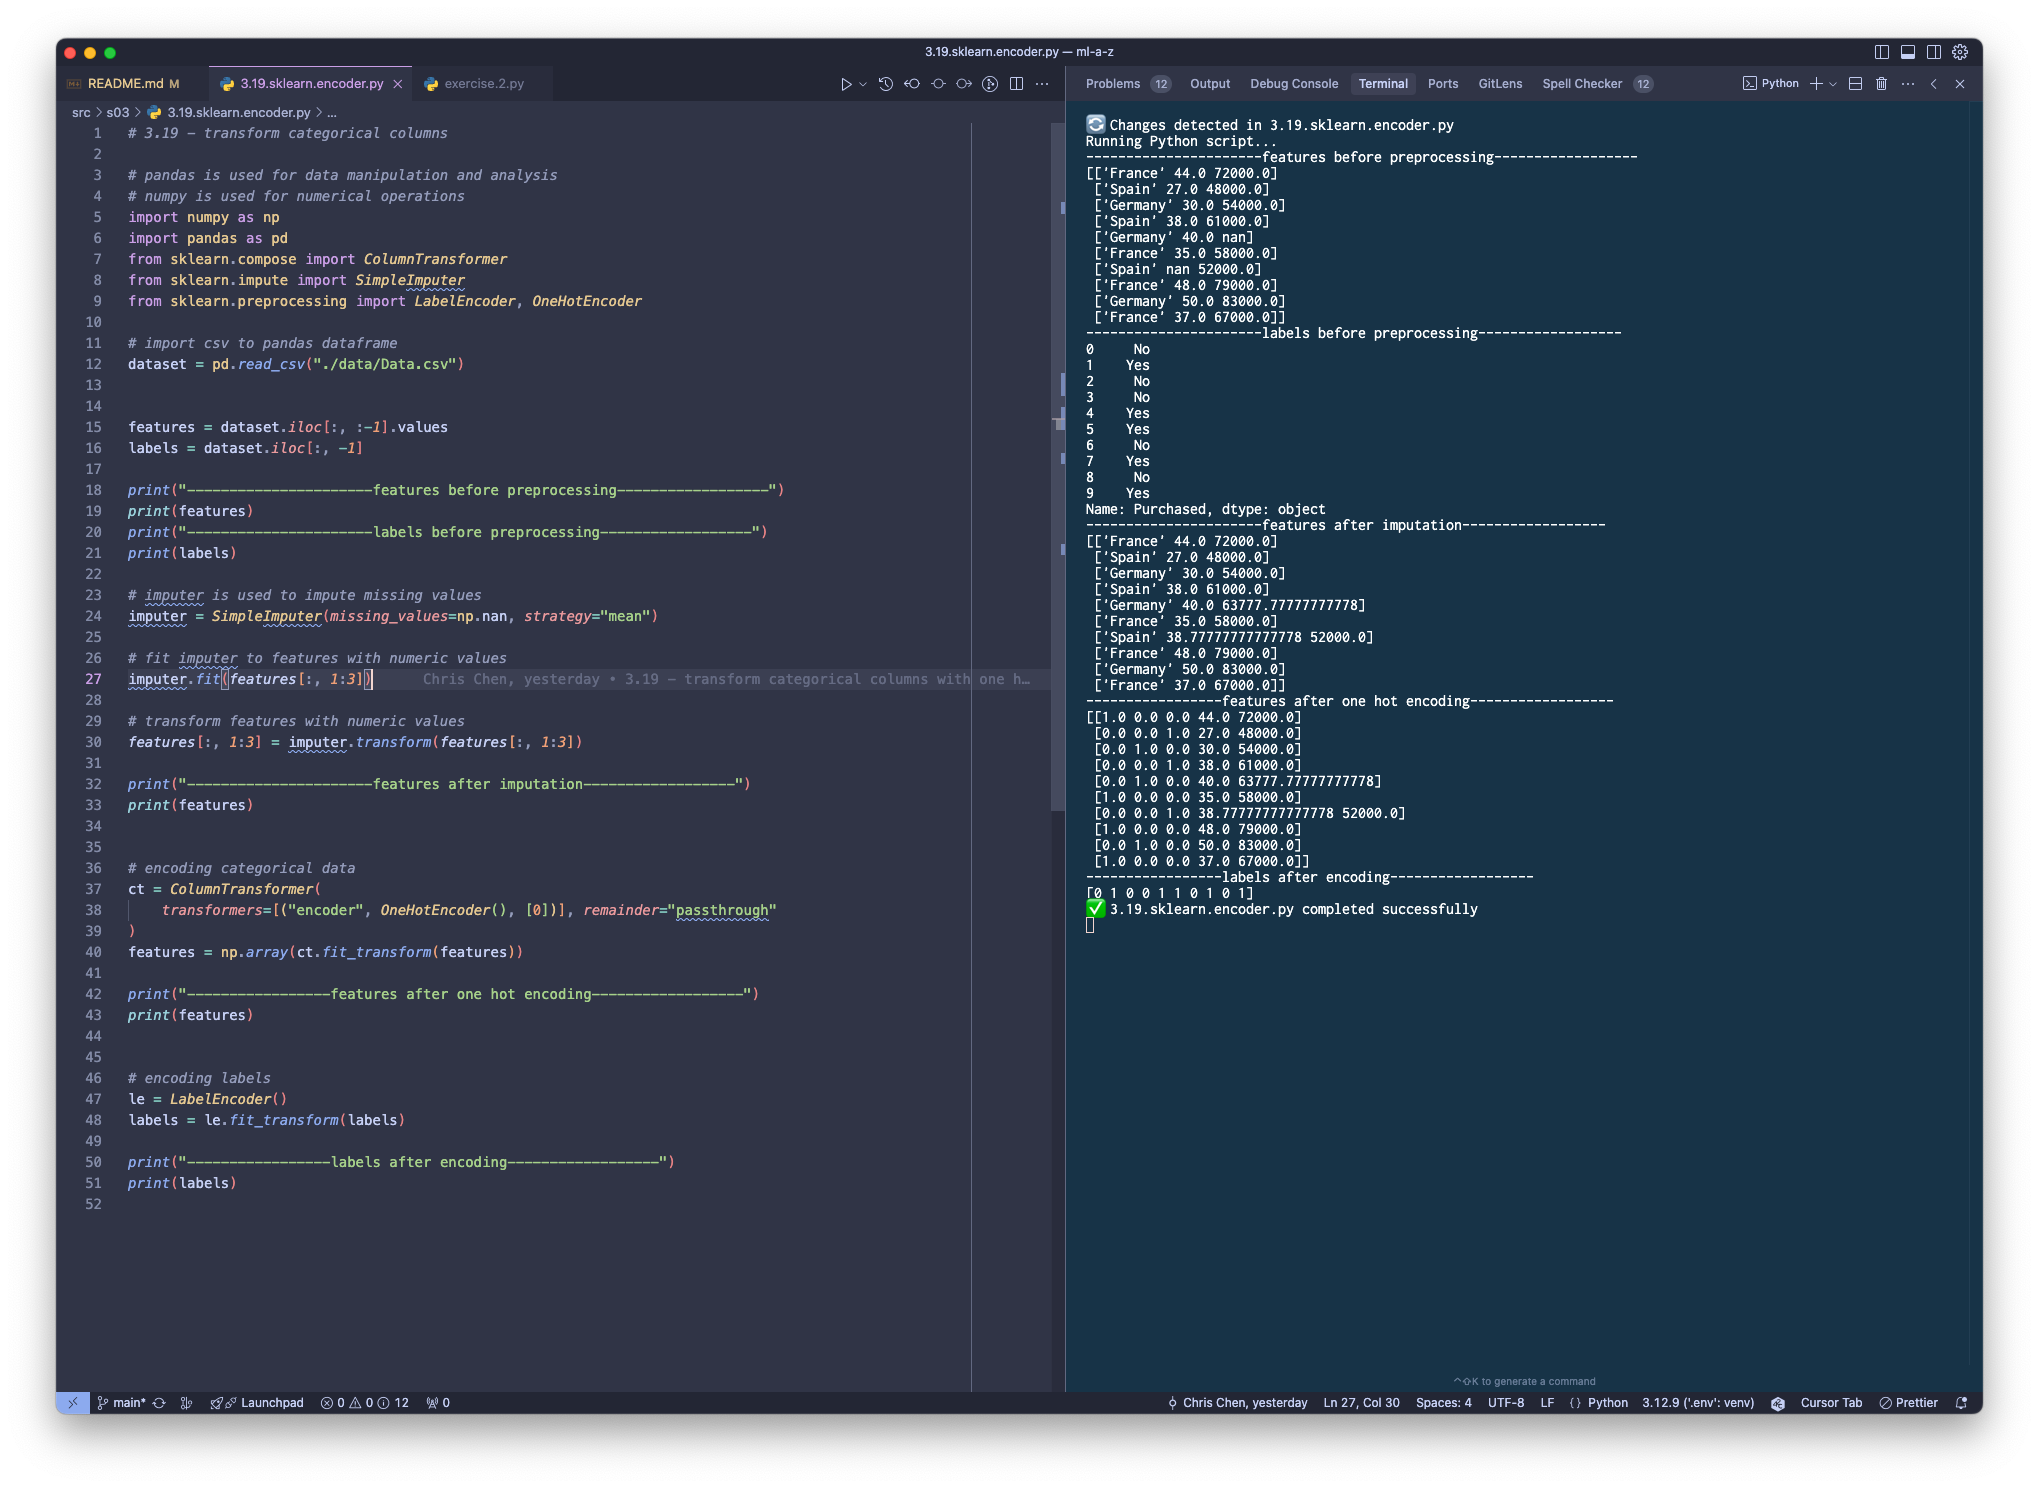 3.19.sklearn.encoder.py — ml-a-z
README.md M
3.19.sklearn.encoder.py
exercise.2.py
src > s03 > 3.19.sklearn.encoder.py > ...
1 # 3.19 - transform categorical columns
2
3 # pandas is used for data manipulation and analysis
4 # numpy is used for numerical operations
5 import numpy as np
6 import pandas as pd
7 from sklearn.compose import ColumnTransformer
8 from sklearn.impute import SimpleImputer
9 from sklearn.preprocessing import LabelEncoder, OneHotEncoder
10
11 # import csv to pandas dataframe
12 dataset = pd.read_csv("./data/Data.csv")
13
14
15 features = dataset.iloc[:, :-1].values
16 labels = dataset.iloc[:, -1]
17
18 print("----------------------features before preprocessing------------------")
19 print(features)
20 print("----------------------labels before preprocessing------------------")
21 print(labels)
22
23 # imputer is used to impute missing values
24 imputer = SimpleImputer(missing_values=np.nan, strategy="mean")
25
26 # fit imputer to features with numeric values
27 imputer.fit(features[:, 1:3]) Chris Chen, yesterday • 3.19 - transform categorical columns with one h…
28
29 # transform features with numeric values
30 features[:, 1:3] = imputer.transform(features[:, 1:3])
31
32 print("----------------------features after imputation------------------")
33 print(features)
34
35
36 # encoding categorical data
37 ct = ColumnTransformer(
38     transformers=[("encoder", OneHotEncoder(), [0])], remainder="passthrough"
39 )
40 features = np.array(ct.fit_transform(features))
41
42 print("-----------------features after one hot encoding------------------")
43 print(features)
44
45
46 # encoding labels
47 le = LabelEncoder()
48 labels = le.fit_transform(labels)
49
50 print("-----------------labels after encoding------------------")
51 print(labels)
52
Problems 12 Output Debug Console Terminal Ports GitLens Spell Checker 12
Python
Changes detected in 3.19.sklearn.encoder.py
Running Python script...
----------------------features before preprocessing------------------
[['France' 44.0 72000.0]
 ['Spain' 27.0 48000.0]
 ['Germany' 30.0 54000.0]
 ['Spain' 38.0 61000.0]
 ['Germany' 40.0 nan]
 ['France' 35.0 58000.0]
 ['Spain' nan 52000.0]
 ['France' 48.0 79000.0]
 ['Germany' 50.0 83000.0]
 ['France' 37.0 67000.0]]
----------------------labels before preprocessing------------------
0     No
1    Yes
2     No
3     No
4    Yes
5    Yes
6     No
7    Yes
8     No
9    Yes
Name: Purchased, dtype: object
----------------------features after imputation------------------
[['France' 44.0 72000.0]
 ['Spain' 27.0 48000.0]
 ['Germany' 30.0 54000.0]
 ['Spain' 38.0 61000.0]
 ['Germany' 40.0 63777.77777777778]
 ['France' 35.0 58000.0]
 ['Spain' 38.77777777777778 52000.0]
 ['France' 48.0 79000.0]
 ['Germany' 50.0 83000.0]
 ['France' 37.0 67000.0]]
-----------------features after one hot encoding------------------
[[1.0 0.0 0.0 44.0 72000.0]
 [0.0 0.0 1.0 27.0 48000.0]
 [0.0 1.0 0.0 30.0 54000.0]
 [0.0 0.0 1.0 38.0 61000.0]
 [0.0 1.0 0.0 40.0 63777.77777777778]
 [1.0 0.0 0.0 35.0 58000.0]
 [0.0 0.0 1.0 38.77777777777778 52000.0]
 [1.0 0.0 0.0 48.0 79000.0]
 [0.0 1.0 0.0 50.0 83000.0]
 [1.0 0.0 0.0 37.0 67000.0]]
-----------------labels after encoding------------------
[0 1 0 0 1 1 0 1 0 1]
✅ 3.19.sklearn.encoder.py completed successfully
^⇧K to generate a command
main* Launchpad 0 0 12 0
Chris Chen, yesterday Ln 27, Col 30 Spaces: 4 UTF-8 LF {} Python 3.12.9 ('.env': venv) Cursor Tab Prettier